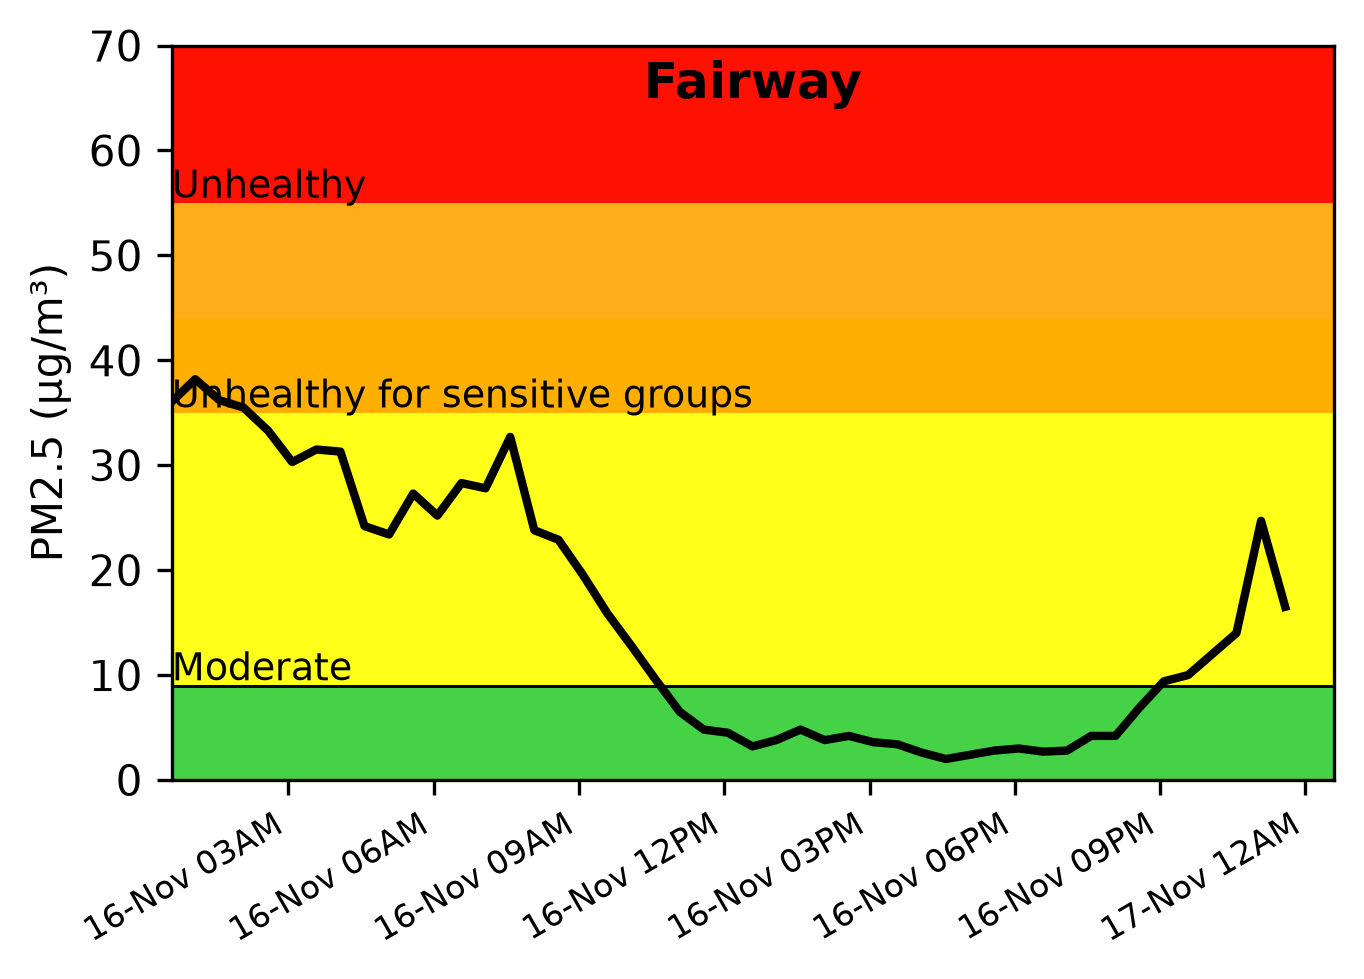 Fairway
70
60
50
40
30
20
10
0
PM2.5 (µg/m³)
Unhealthy
Unhealthy for sensitive groups
Moderate
16-Nov 03AM
16-Nov 06AM
16-Nov 09AM
16-Nov 12PM
16-Nov 03PM
16-Nov 06PM
16-Nov 09PM
17-Nov 12AM